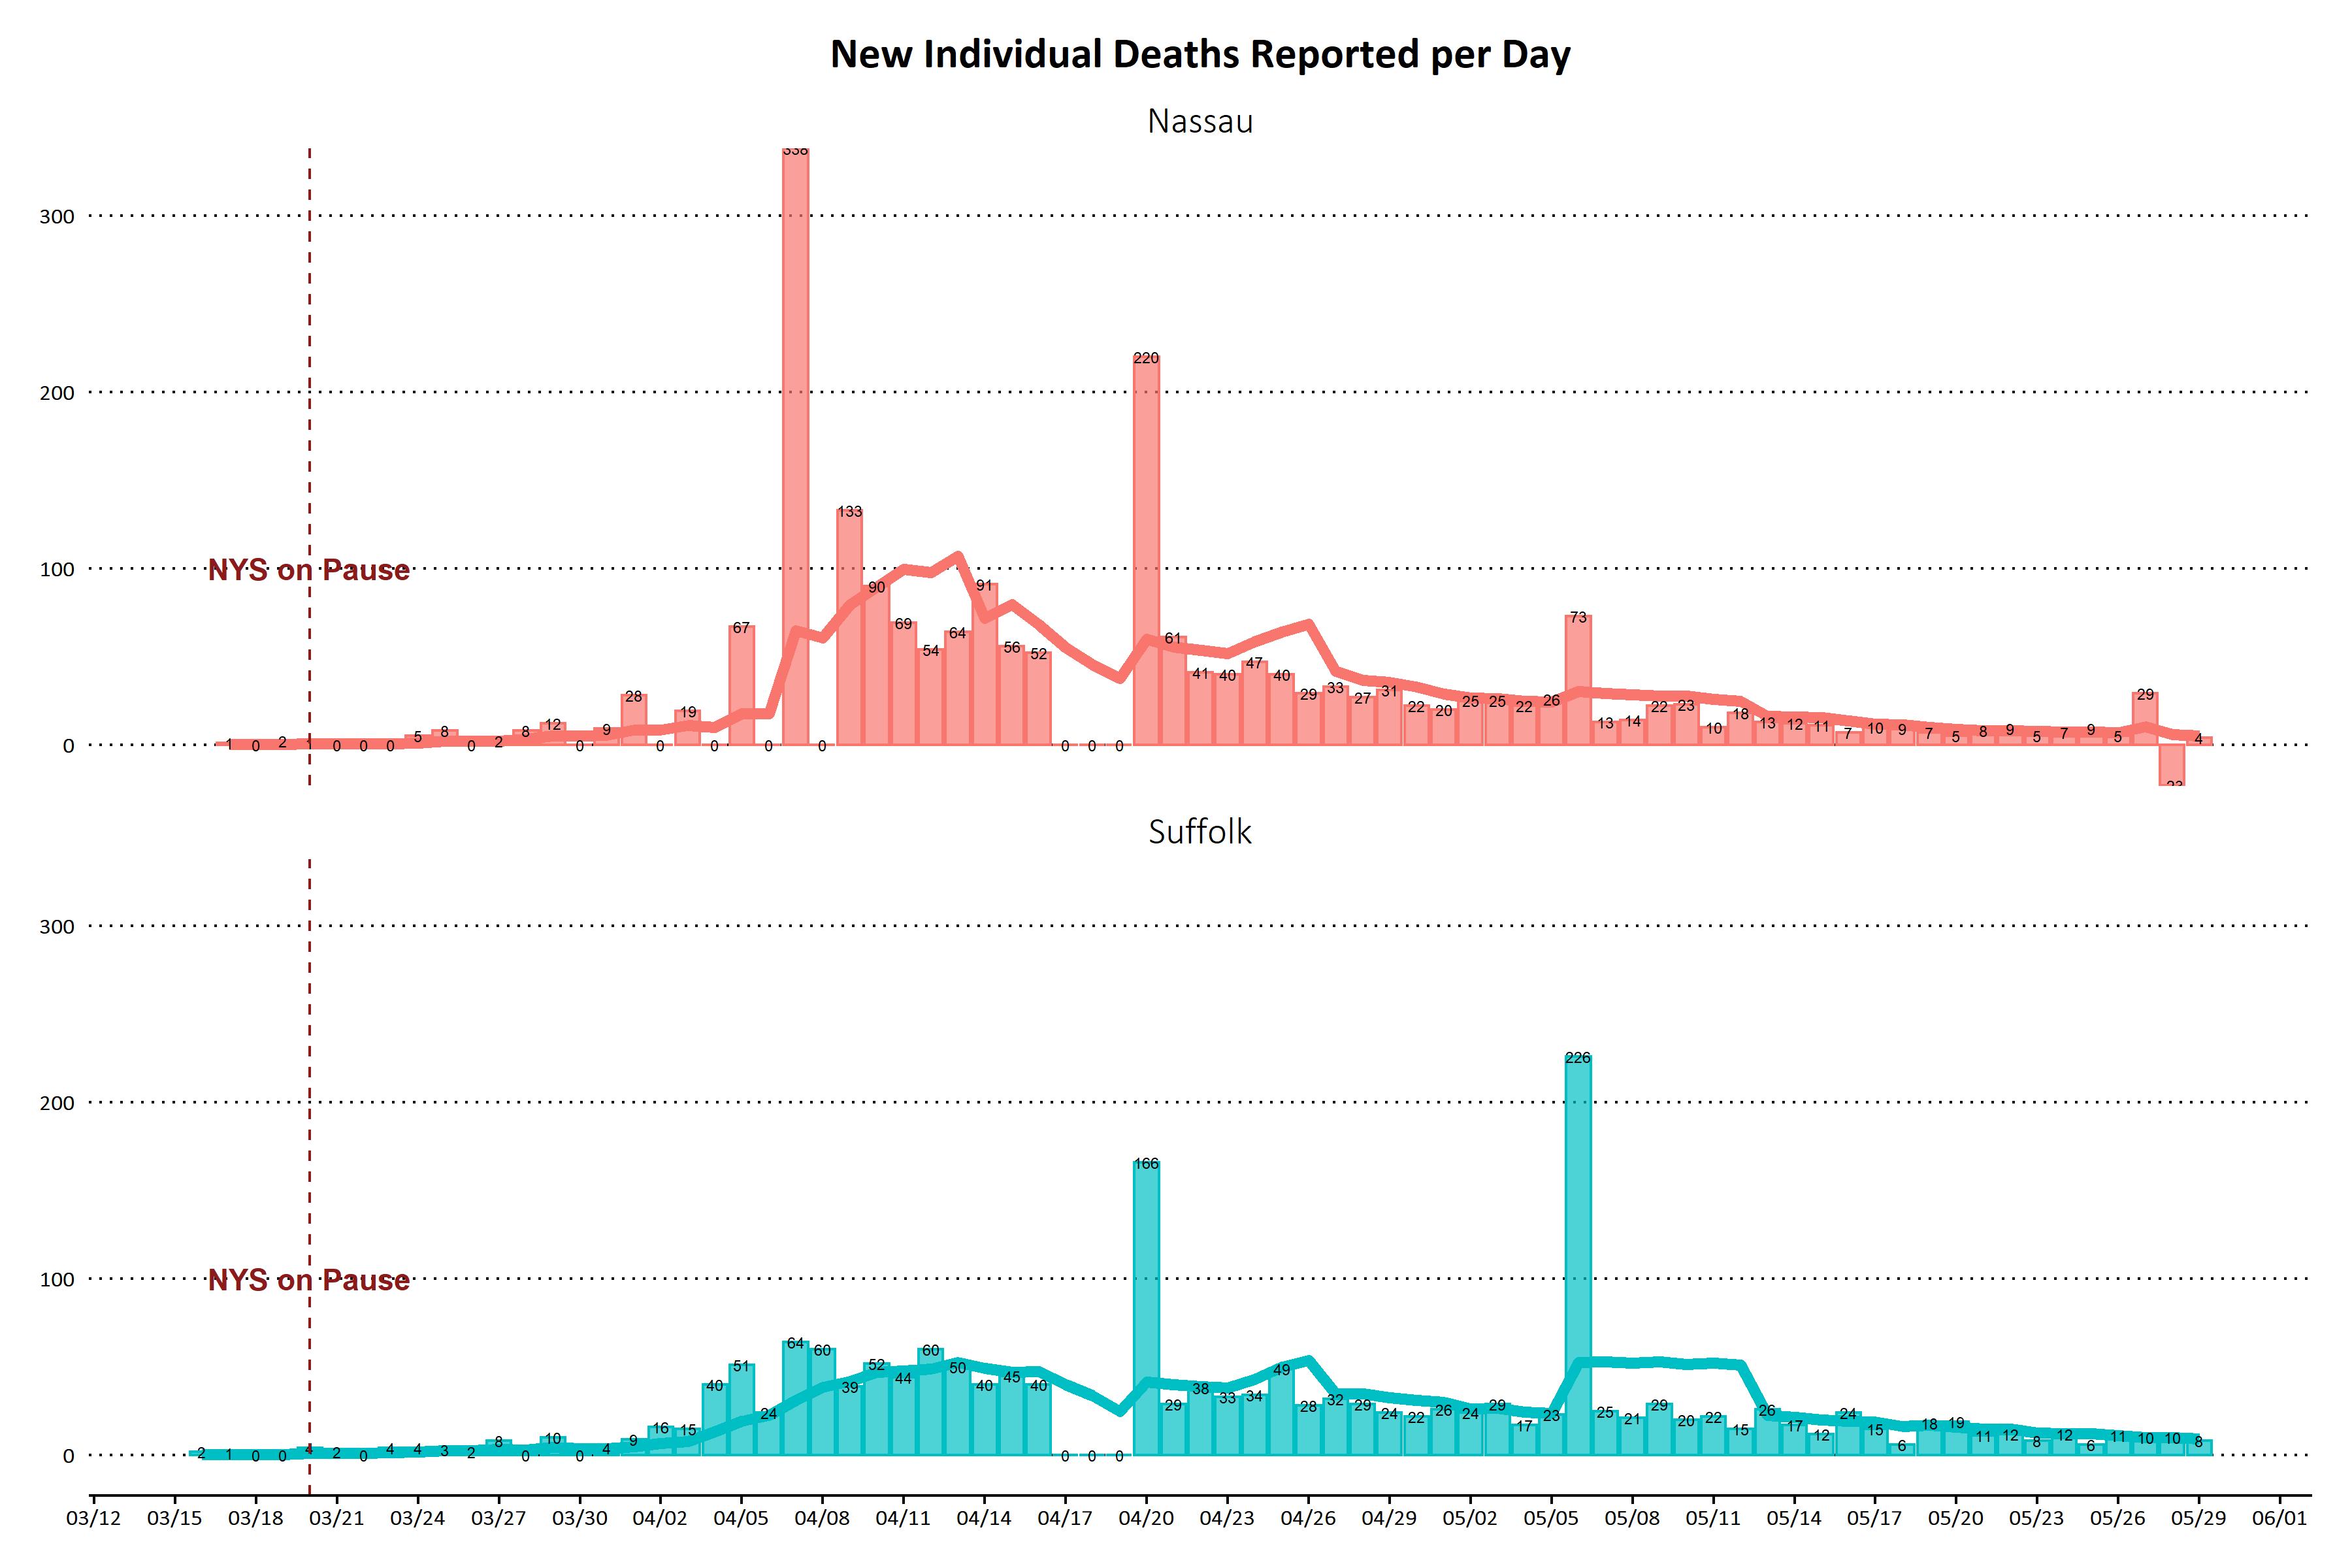 New Individual Deaths Reported per Day
Nassau
300
200
100
0
NYS on Pause
1 0 2 0 0 0 5 8 0 2 8 12 0 9 28 0 19 0 67 0 338 0 133 90 69 54 64 91 56 52 0 0 0 220 61 41 40 47 40 29 33 27 31 22 20 25 25 22 26 73 13 14 22 23 10 18 13 12 11 7 10 9 7 5 8 9 5 7 9 5 29 4
Suffolk
300
200
100
0
NYS on Pause
2 1 0 0 4 2 0 4 4 3 2 8 0 10 0 4 9 16 15 40 51 24 64 60 39 52 44 60 50 40 45 40 0 0 0 166 29 38 33 34 49 28 32 29 24 22 26 24 29 17 23 226 25 21 29 20 22 15 26 17 12 24 15 6 18 19 11 12 8 12 6 11 10 10 8
03/12 03/15 03/18 03/21 03/24 03/27 03/30 04/02 04/05 04/08 04/11 04/14 04/17 04/20 04/23 04/26 04/29 05/02 05/05 05/08 05/11 05/14 05/17 05/20 05/23 05/26 05/29 06/01